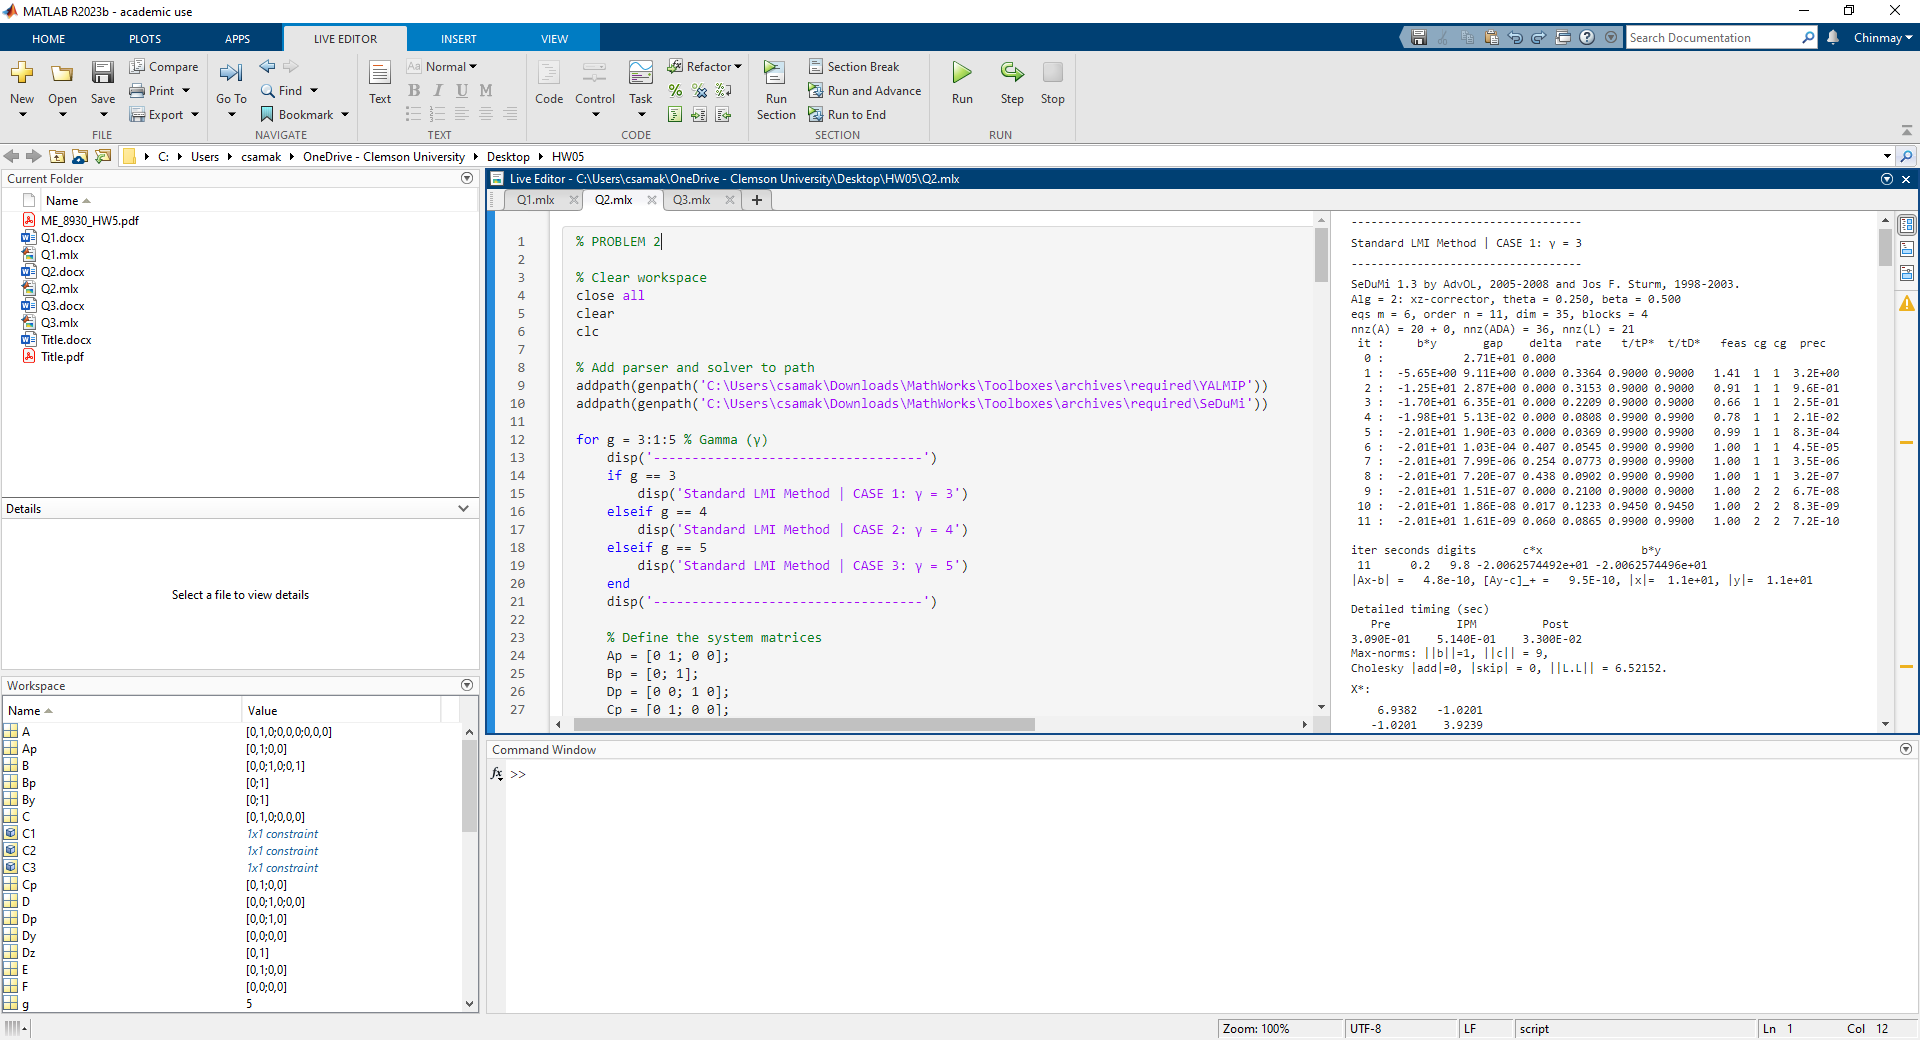 MATLAB R2023b - academic use
HOME PLOTS APPS LIVE EDITOR INSERT VIEW Search Documentation Chinmay
New Open Save Compare Print Export
FILE
Go To Find Bookmark
NAVIGATE
Text Aa Normal B I U M
TEXT
Code Control Task Refactor
CODE
Run Section Section Break Run and Advance Run to End
SECTION
Run Step Stop
RUN
C: Users csamak OneDrive - Clemson University Desktop HW05
Current Folder
Name
ME_8930_HW5.pdf
Q1.docx
Q1.mlx
Q2.docx
Q2.mlx
Q3.docx
Q3.mlx
Title.docx
Title.pdf
Details
Select a file to view details
Workspace
Name Value
A [0,1,0;0,0,0;0,0,0]
Ap [0,1;0,0]
B [0,0;1,0;0,1]
Bp [0;1]
By [0;1]
C [0,1,0;0,0,0]
C1 1x1 constraint
C2 1x1 constraint
C3 1x1 constraint
Cp [0,1;0,0]
D [0,0;1,0;0,0]
Dp [0,0;1,0]
Dy [0,0;0,0]
Dz [0,1]
E [0,1;0,0]
F [0,0;0,0]
g 5
Live Editor - C:\Users\csamak\OneDrive - Clemson University\Desktop\HW05\Q2.mlx
Q1.mlx Q2.mlx Q3.mlx
1 % PROBLEM 2
2
3 % Clear workspace
4 close all
5 clear
6 clc
7
8 % Add parser and solver to path
9 addpath(genpath('C:\Users\csamak\Downloads\MathWorks\Toolboxes\archives\required\YALMIP'))
10 addpath(genpath('C:\Users\csamak\Downloads\MathWorks\Toolboxes\archives\required\SeDuMi'))
11
12 for g = 3:1:5 % Gamma (γ)
13 disp('-----------------------------------')
14 if g == 3
15 disp('Standard LMI Method | CASE 1: γ = 3')
16 elseif g == 4
17 disp('Standard LMI Method | CASE 2: γ = 4')
18 elseif g == 5
19 disp('Standard LMI Method | CASE 3: γ = 5')
20 end
21 disp('-----------------------------------')
22
23 % Define the system matrices
24 Ap = [0 1; 0 0];
25 Bp = [0; 1];
26 Dp = [0 0; 1 0];
27 Cp = [0 1; 0 0];
-----------------------------------
Standard LMI Method | CASE 1: γ = 3
-----------------------------------
SeDuMi 1.3 by AdvOL, 2005-2008 and Jos F. Sturm, 1998-2003.
Alg = 2: xz-corrector, theta = 0.250, beta = 0.500
eqs m = 6, order n = 11, dim = 35, blocks = 4
nnz(A) = 20 + 0, nnz(ADA) = 36, nnz(L) = 21
it : b*y gap delta rate t/tP* t/tD* feas cg cg prec
0 : 2.71E+01 0.000
1 : -5.65E+00 9.11E+00 0.000 0.3364 0.9000 0.9000 1.41 1 1 3.2E+00
2 : -1.25E+01 2.87E+00 0.000 0.3153 0.9000 0.9000 0.91 1 1 9.6E-01
3 : -1.70E+01 6.35E-01 0.000 0.2209 0.9000 0.9000 0.66 1 1 2.5E-01
4 : -1.98E+01 5.13E-02 0.000 0.0808 0.9900 0.9900 0.78 1 1 2.1E-02
5 : -2.01E+01 1.90E-03 0.000 0.0369 0.9900 0.9900 0.99 1 1 8.3E-04
6 : -2.01E+01 1.03E-04 0.407 0.0545 0.9900 0.9900 1.00 1 1 4.5E-05
7 : -2.01E+01 7.99E-06 0.254 0.0773 0.9900 0.9900 1.00 1 1 3.5E-06
8 : -2.01E+01 7.20E-07 0.438 0.0902 0.9900 0.9900 1.00 1 1 3.2E-07
9 : -2.01E+01 1.51E-07 0.000 0.2100 0.9000 0.9000 1.00 2 2 6.7E-08
10 : -2.01E+01 1.86E-08 0.017 0.1233 0.9450 0.9450 1.00 2 2 8.3E-09
11 : -2.01E+01 1.61E-09 0.060 0.0865 0.9900 0.9900 1.00 2 2 7.2E-10
iter seconds digits c*x b*y
11 0.2 9.8 -2.0062574492e+01 -2.0062574496e+01
|Ax-b| = 4.8e-10, [Ay-c]_+ = 9.5E-10, |x|= 1.1e+01, |y|= 1.1e+01
Detailed timing (sec)
Pre IPM Post
3.090E-01 5.140E-01 3.300E-02
Max-norms: ||b||=1, ||c|| = 9,
Cholesky |add|=0, |skip| = 0, ||L.L|| = 6.52152.
X*:
6.9382 -1.0201
-1.0201 3.9239
Command Window
fx >>
Zoom: 100% UTF-8 LF script Ln 1 Col 12